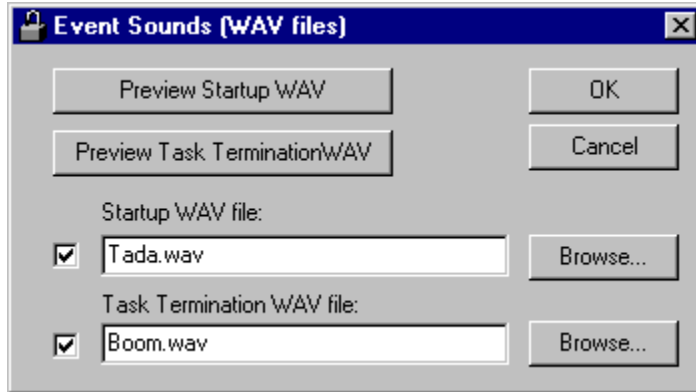 Event Sounds (WAV files)
Preview Startup WAV
OK
Preview Task TerminationWAV
Cancel
Startup WAV file:
Tada.wav
Browse...
Task Termination WAV file:
Boom.wav
Browse...